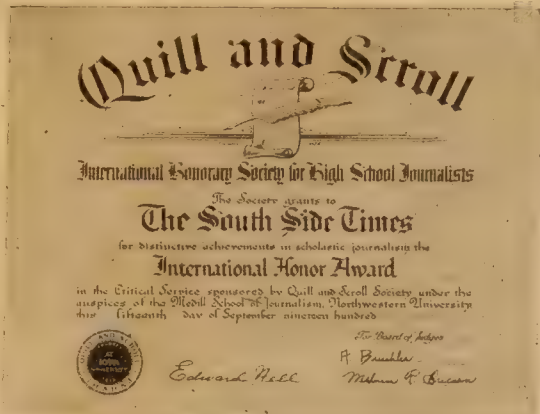 Quill and Scroll
International Honorary Society for High School Journalists
The Society grants to
The South Side Times
for distinctive achievements in scholastic journalism the
International Honor Award
in the Critical Service sponsored by Quill and Scroll Society under the
auspices of the Medill School of Journalism, Northwestern University
this fifteenth day of September nineteen hundred
For Board of Judges
Edward Nell